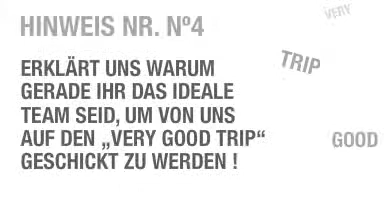 HINWEIS NR. Nº4
VERY
TRIP
ERKLÄRT UNS WARUM
GERADE IHR DAS IDEALE
TEAM SEID, UM VON UNS
AUF DEN „VERY GOOD TRIP“
GESCHICKT ZU WERDEN !
GOOD